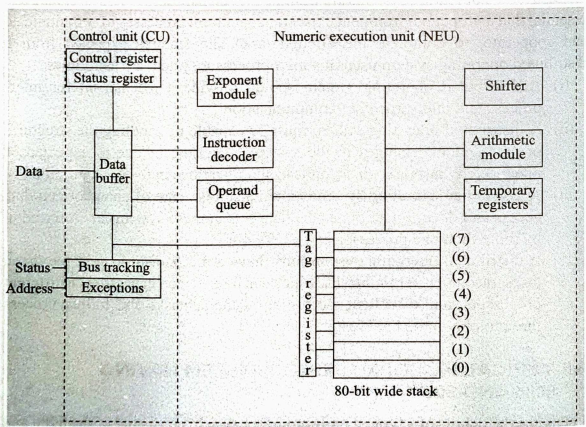 Control unit (CU)
Numeric execution unit (NEU)
Control register
Status register
Exponent
module
Shifter
Instruction
decoder
Arithmetic
module
Data
Data
buffer
Operand
queue
Temporary
registers
Tag register
(7)
(6)
(5)
(4)
(3)
(2)
(1)
(0)
Status
Bus tracking
Address
Exceptions
80-bit wide stack